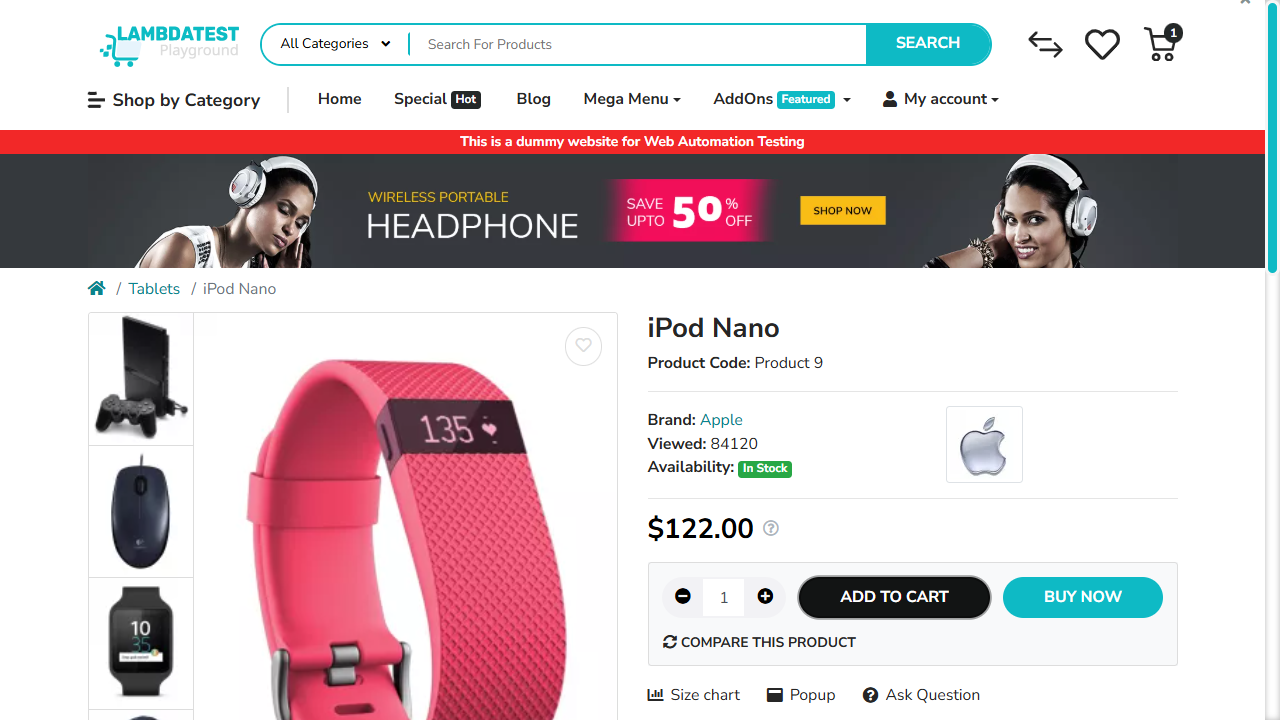 LAMBDATEST
Playground
All Categories
Search For Products
SEARCH
1
Shop by Category
Home
Special Hot
Blog
Mega Menu
AddOns Featured
My account
This is a dummy website for Web Automation Testing
WIRELESS PORTABLE
HEADPHONE
SAVE UPTO 50% OFF
SHOP NOW
/ Tablets / iPod Nano
135
10
35
iPod Nano
Product Code: Product 9
Brand: Apple
Viewed: 84120
Availability: In Stock
$122.00
1
ADD TO CART
BUY NOW
COMPARE THIS PRODUCT
Size chart
Popup
Ask Question